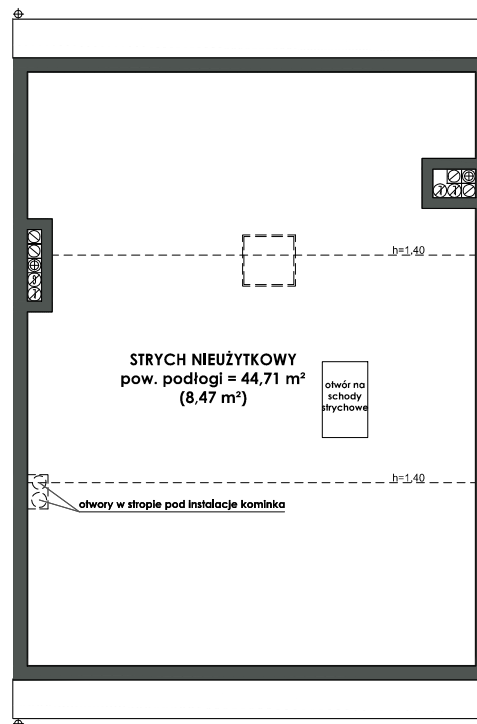 h=1.40
STRYCH NIEUŻYTKOWY
pow. podłogi = 44,71 m²
(8,47 m²)
otwór na
schody
strychowe
h=1.40
otwory w stropie pod instalacje kominka